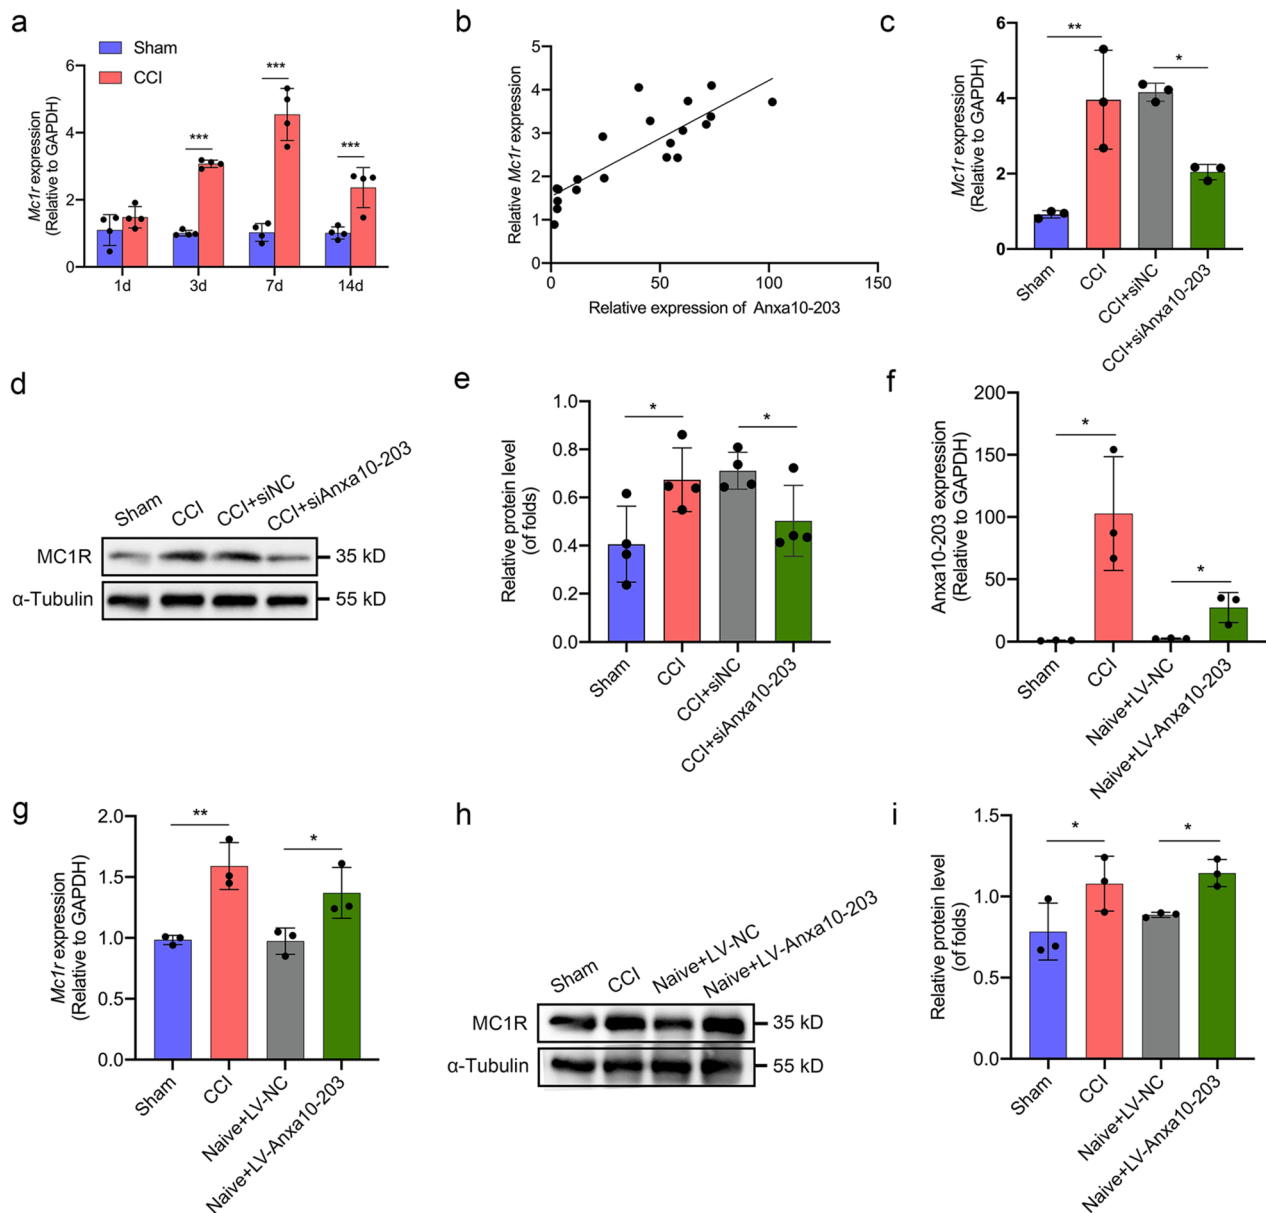 a
Sham
CCI
Mc1r expression
(Relative to GAPDH)
6
4
2
0
***
***
***
1d
3d
7d
14d
b
Relative Mc1r expression
5
4
3
2
1
0
0
50
100
150
Relative expression of Anxa10-203
c
Mc1r expression
(Relative to GAPDH)
6
4
2
0
**
*
Sham
CCI
CCI+siNC
CCI+siAnxa10-203
d
Sham
CCI
CCI+siNC
CCI+siAnxa10-203
MC1R
35 kD
α-Tubulin
55 kD
e
Relative protein level
(of folds)
1.0
0.8
0.6
0.4
0.2
0.0
*
*
Sham
CCI
CCI+siNC
CCI+siAnxa10-203
f
Anxa10-203 expression
(Relative to GAPDH)
200
150
100
50
0
*
*
Sham
CCI
Naive+LV-NC
Naive+LV-Anxa10-203
g
Mc1r expression
(Relative to GAPDH)
2.0
1.5
1.0
0.5
0.0
**
*
Sham
CCI
Naive+LV-NC
Naive+LV-Anxa10-203
h
Sham
CCI
Naive+LV-NC
Naive+LV-Anxa10-203
MC1R
35 kD
α-Tubulin
55 kD
i
Relative protein level
(of folds)
1.5
1.0
0.5
0.0
*
*
Sham
CCI
Naive+LV-NC
Naive+LV-Anxa10-203